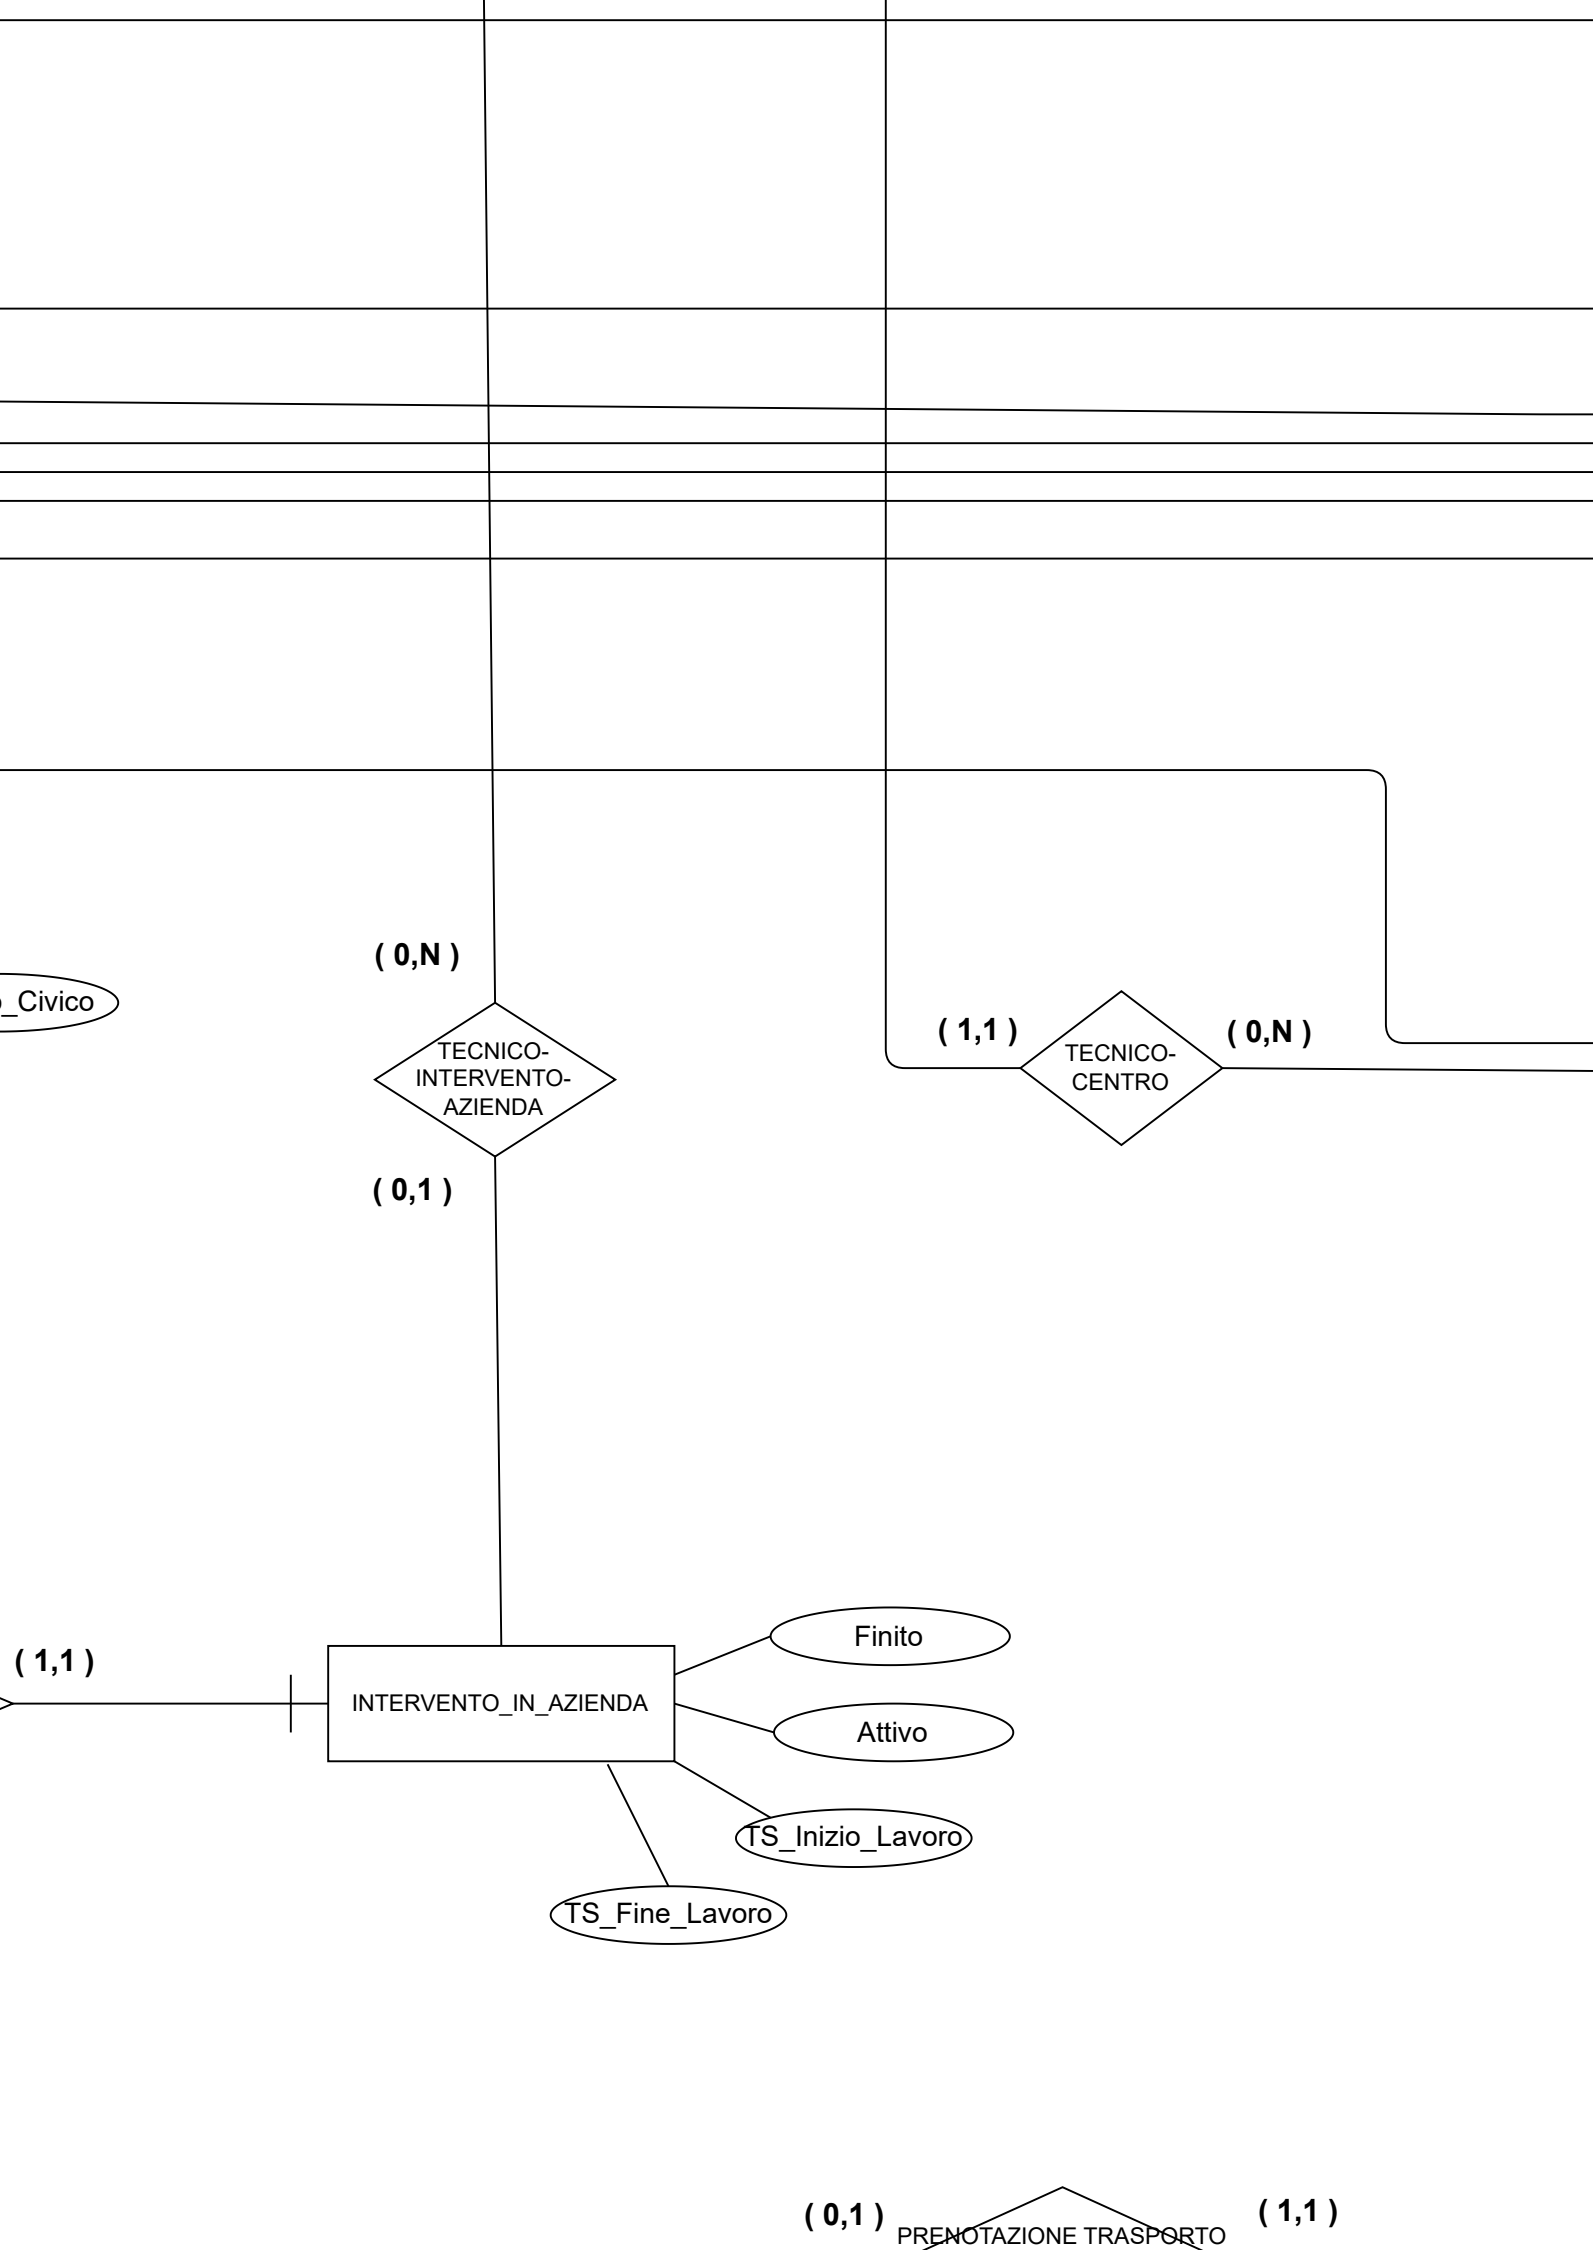 ( 0,N )
_Civico
TECNICO-
INTERVENTO-
AZIENDA
( 1,1 )
TECNICO-
CENTRO
( 0,N )
( 0,1 )
( 1,1 )
INTERVENTO_IN_AZIENDA
Finito
Attivo
TS_Inizio_Lavoro
TS_Fine_Lavoro
( 0,1 )
PRENOTAZIONE TRASPORTO
( 1,1 )